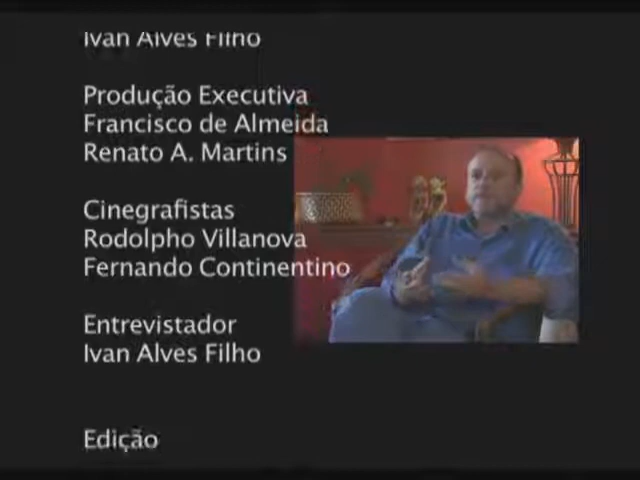 Ivan Alves Filho
Produção Executiva
Francisco de Almeida
Renato A. Martins
Cinegrafistas
Rodolpho Villanova
Fernando Continentino
Entrevistador
Ivan Alves Filho
Edição